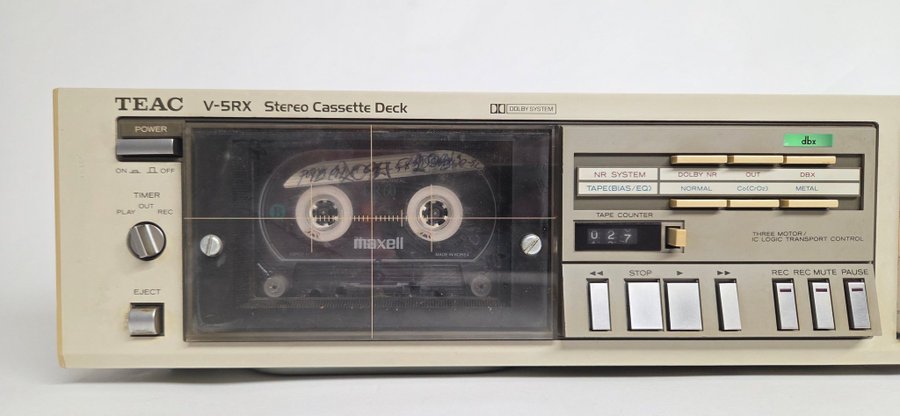 TEAC V-5RX Stereo Cassette Deck
DOLBY SYSTEM
POWER
ON OFF
TIMER
OUT
PLAY REC
EJECT
maxell
MADE IN KOREA
dbx
NR SYSTEM DOLBY NR OUT DBX
TAPE(BIAS/EQ) NORMAL Co(CrO2) METAL
TAPE COUNTER
027
THREE MOTOR/
IC LOGIC TRANSPORT CONTROL
STOP
REC REC MUTE PAUSE